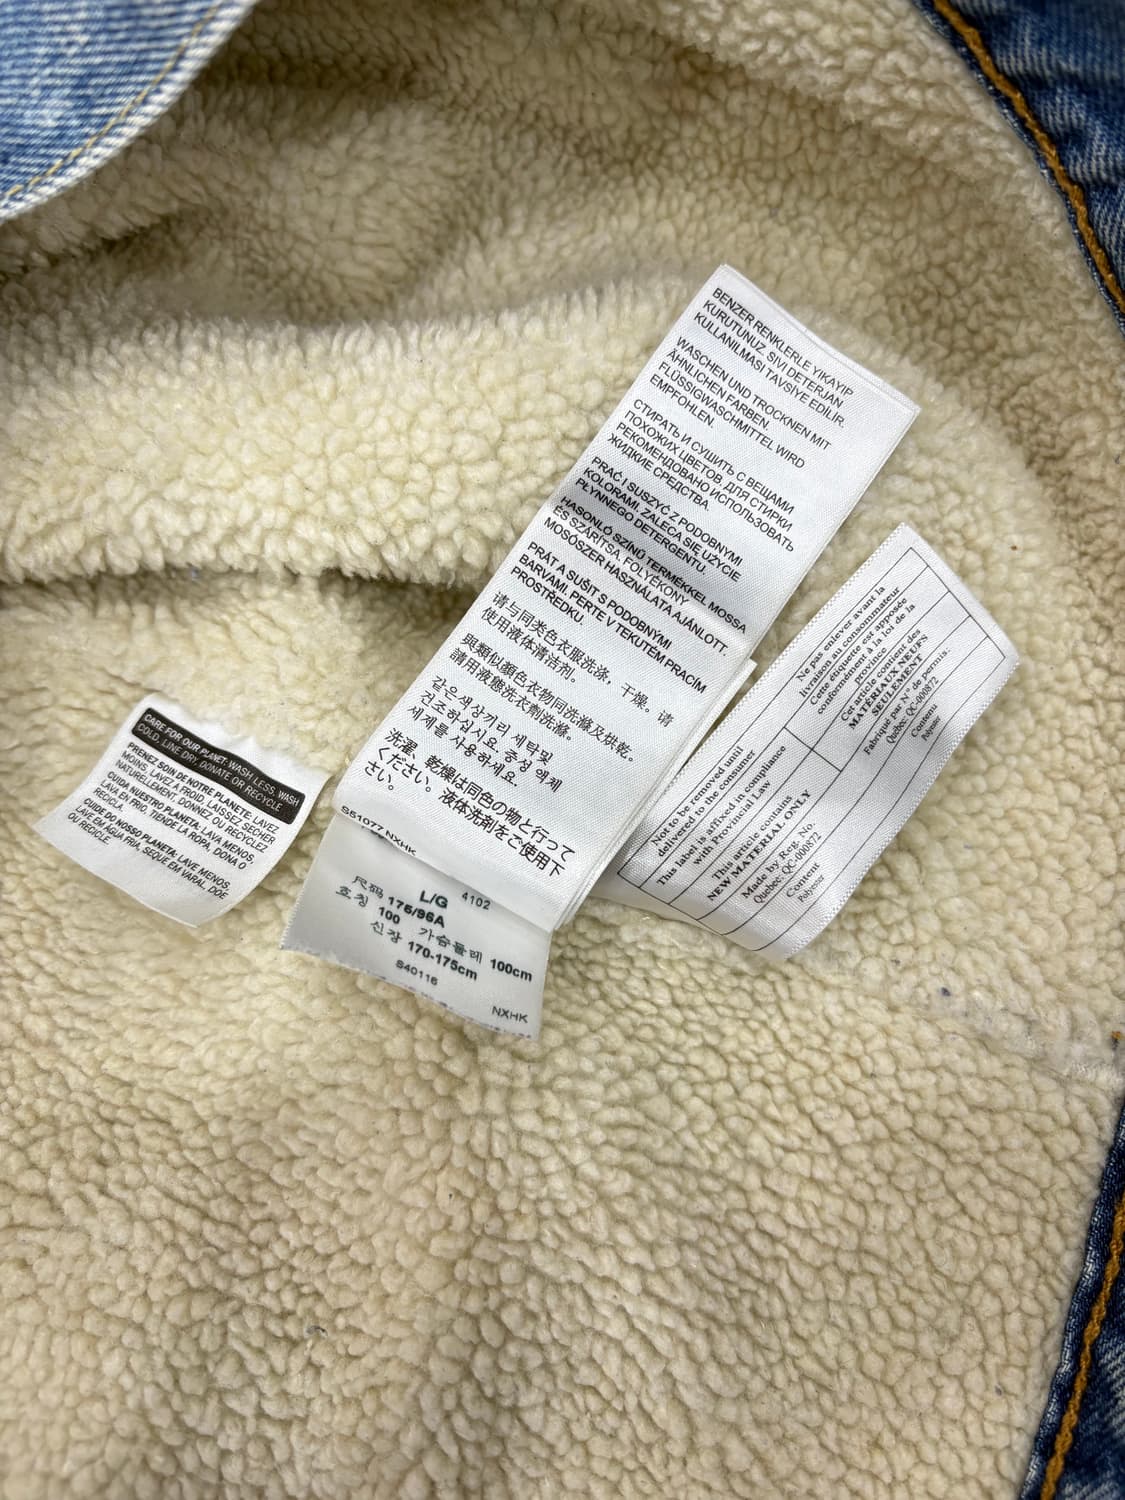 CARE FOR OUR PLANET: WASH LESS, WASH
COLD, LINE DRY, DONATE OR RECYCLE.
PRENEZ SOIN DE NOTRE PLANÈTE: LAVEZ
MOINS, LAVEZ À FROID, LAISSEZ SÉCHER
NATURELLEMENT, DONNEZ OU RECYCLEZ
CUIDA NUESTRO PLANETA: LAVA MENOS,
LAVA EN FRÍO, TIENDE LA ROPA, DONA O
RECICLA.
CUIDE DO NOSSO PLANETA: LAVE MENOS,
LAVE EM ÁGUA FRIA, SEQUE EM VARAL, DOE
OU RECICLE.
BENZER RENKLERLE YIKAYIP
KURUTUNUZ. SIVI DETERJAN
KULLANILMASI TAVSİYE EDİLİR.
WASCHEN UND TROCKNEN MIT
ÄHNLICHEN FARBEN.
FLÜSSIGWASCHMITTEL WIRD
EMPFOHLEN.
СТИРАТЬ И СУШИТЬ С ВЕЩАМИ
ПОХОЖИХ ЦВЕТОВ. ДЛЯ СТИРКИ
РЕКОМЕНДОВАНО ИСПОЛЬЗОВАТЬ
ЖИДКИЕ СРЕДСТВА.
PRAĆ I SUSZYĆ Z PODOBNYMI
KOLORAMI. ZALECA SIĘ UŻYCIE
PŁYNNEGO DETERGENTU.
HASONLÓ SZÍNŰ TERMÉKKEL MOSSA
ÉS SZÁRÍTSA. FOLYÉKONY
MOSÓSZER HASZNÁLATA AJÁNLOTT.
PRÁT A SUŠIT S PODOBNÝMI
BARVAMI. PERTE V TEKUTÉM PRACÍM
PROSTŘEDKU.
请与同类色衣服洗涤，干燥。请
使用液体清洁剂。
與類似顏色衣物同洗滌及烘乾。
請用液態洗衣劑洗滌。
같은색상끼리 세탁및
건조하십시요. 중성 액체
세제를 사용하세요.
洗濯、乾燥は同色の物と行って
ください。液体洗剤をご使用下
さい。
S51077 NXHK
L/G 4102
尺码 175/96A
호칭 100 가슴둘레 100cm
신장 170-175cm
S40116
NXHK
Not to be removed until
delivered to the consumer
This label is affixed in compliance
with Provincial Law
This article contains
NEW MATERIAL ONLY
Made by Reg. No
Quebec: QC-000872
Content
Polyester
Ne pas enlever avant la
livraison au consommateur
Cette étiquette est apposée
conformément à la loi de la
province
Cet article contient des
MATÉRIAUX NEUFS
SEULEMENT
Fabriqué par N° de permis:
Québec: QC-000872
Contenu
Polyester